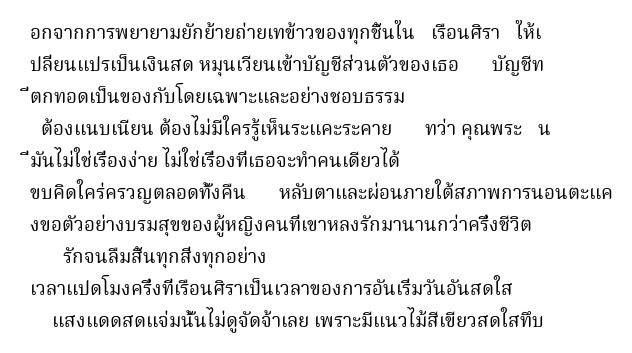 อกจากการพยายามยักย้ายถ่ายเทข้าวของทุกชิ้นใน เรือนศิรา ให้เ
ปลี่ยนแปรเป็นเงินสด หมุนเวียนเข้าบัญชีส่วนตัวของเธอ บัญชีท
ี่ตกทอดเป็นของกับโดยเฉพาะและอย่างชอบธรรม
ต้องแนบเนียน ต้องไม่มีใครรู้เห็นระแคะระคาย ทว่า คุณพระ น
ี่มันไม่ใช่เรื่องง่าย ไม่ใช่เรื่องที่เธอจะทำคนเดียวได้
ขบคิดใคร่ครวญตลอดทั้งคืน หลับตาและผ่อนภายใต้สภาพการนอนตะแค
งขอตัวอย่างบรมสุขของผู้หญิงคนที่เขาหลงรักมานานกว่าครึ่งชีวิต
รักจนลืมสิ้นทุกสิ่งทุกอย่าง
เวลาแปดโมงครึ่งที่เรือนศิราเป็นเวลาของการอันเริ่มวันอันสดใส
แสงแดดสดแจ่มนั้นไม่ดูจัดจ้าเลย เพราะมีแนวไม้สีเขียวสดใสทึบ